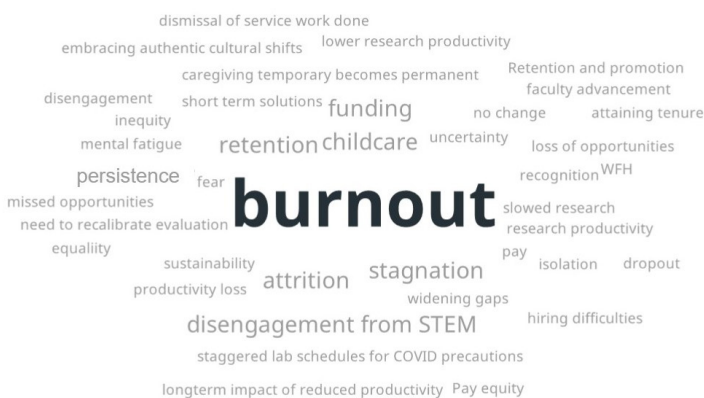 dismissal of service work done
embracing authentic cultural shifts
lower research productivity
caregiving temporary becomes permanent
Retention and promotion
faculty advancement
disengagement
short term solutions
funding
no change
attaining tenure
inequity
mental fatigue
retention
childcare
uncertainty
loss of opportunities
persistence
fear
recognition
WFH
missed opportunities
burnout
slowed research
need to recalibrate evaluation
research productivity
equaliity
pay
sustainability
attrition
stagnation
isolation
dropout
productivity loss
widening gaps
disengagement from STEM
hiring difficulties
staggered lab schedules for COVID precautions
longterm impact of reduced productivity
Pay equity